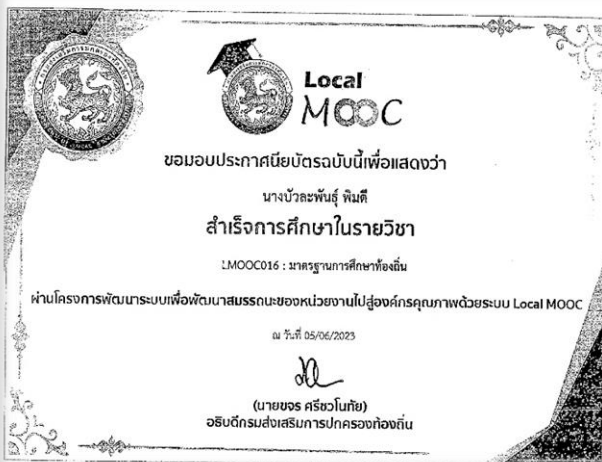 Local
MOOC
ขอมอบประกาศนียบัตรฉบับนี้เพื่อแสดงว่า
นางบัวละพันธุ์ พิมดี
สำเร็จการศึกษาในรายวิชา
LMOOC016 : มาตรฐานการศึกษาท้องถิ่น
ผ่านโครงการพัฒนาระบบเพื่อพัฒนาสมรรถนะของหน่วยงานไปสู่องค์กรคุณภาพด้วยระบบ Local MOOC
ณ วันที่ 05/06/2023
(นายขจร ศรีชวโนทัย)
อธิบดีกรมส่งเสริมการปกครองท้องถิ่น